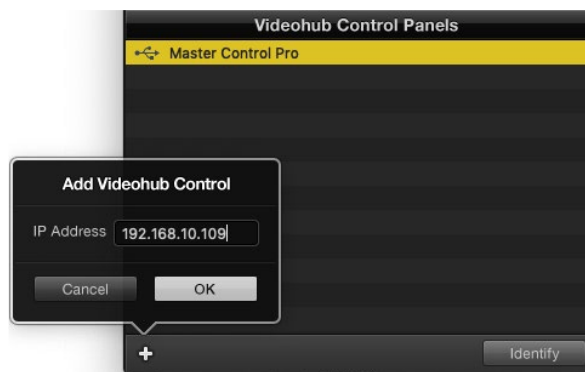 Videohub Control Panels
Master Control Pro
Add Videohub Control
IP Address 192.168.10.109
Cancel OK
+ Identify